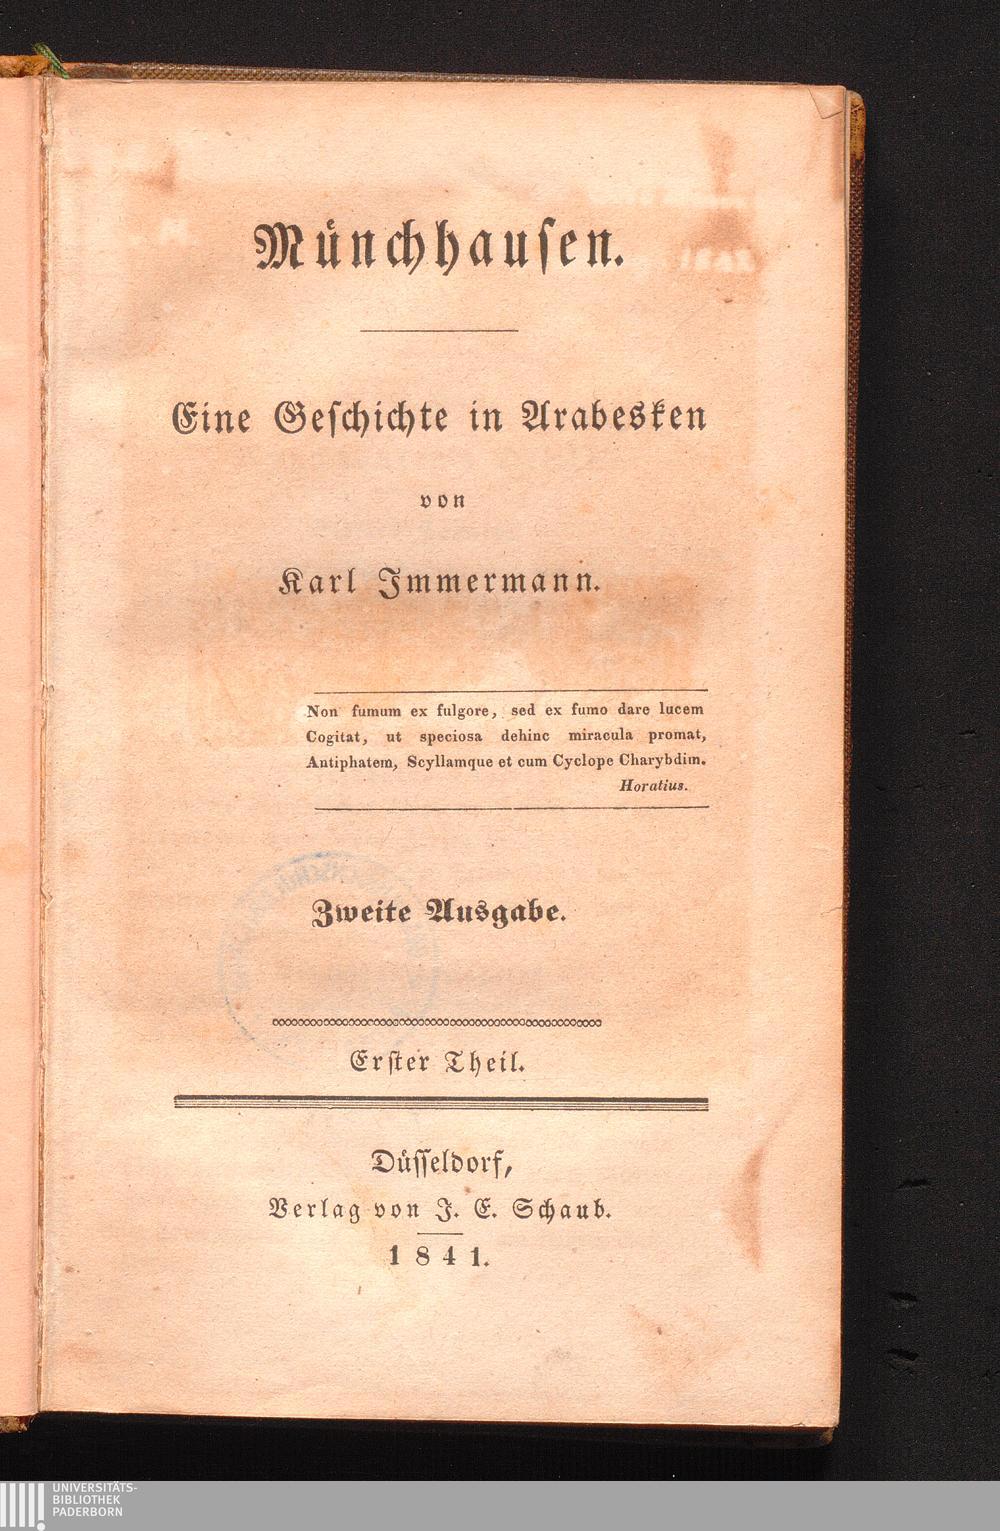 Münchhauſen.
Eine Geſchichte in Arabesken
von
Karl Immermann.
Non fumum ex fulgore, sed ex fumo dare lucem
Cogitat, ut speciosa dehinc miracula promat,
Antiphatem, Scyllamque et cum Cyclope Charybdim.
Horatius.
Zweite Ausgabe.
Erſter Theil.
Düſſeldorf,
Verlag von J. E. Schaub.
1841.
UNIVERSITÄTS-
BIBLIOTHEK
PADERBORN